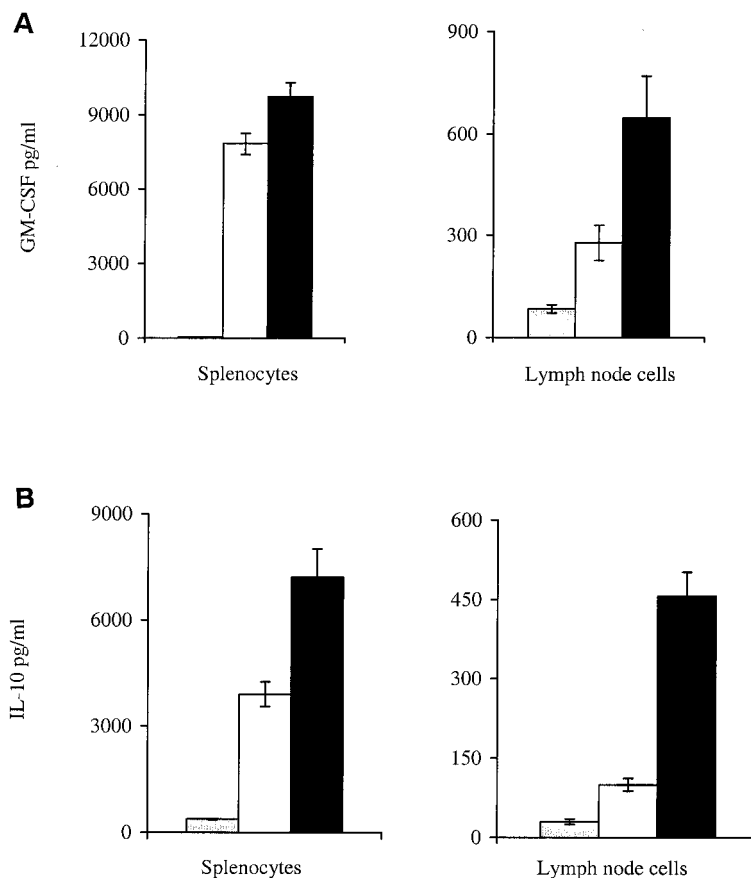 A
GM-CSF pg/ml
12000
9000
6000
3000
0
Splenocytes
900
600
300
0
Lymph node cells
B
IL-10 pg/ml
9000
6000
3000
0
Splenocytes
600
450
300
150
0
Lymph node cells